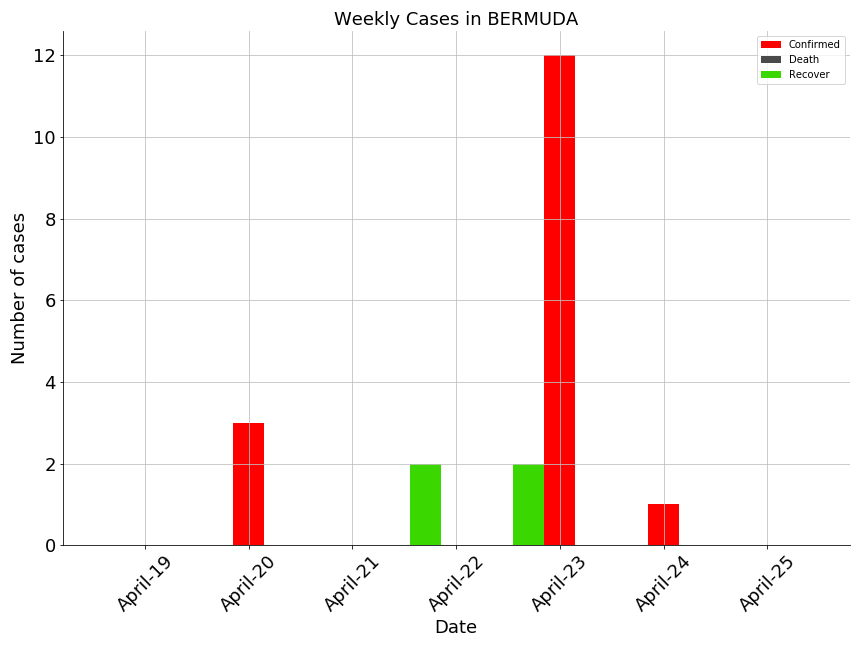 Weekly Cases in BERMUDA
Confirmed
Death
Recover
Number of cases
12
10
8
6
4
2
0
April-19
April-20
April-21
April-22
April-23
April-24
April-25
Date